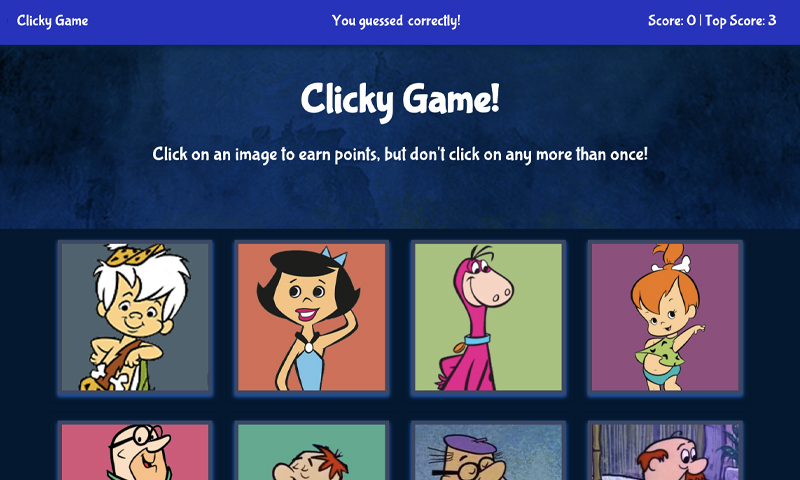 Clicky Game
You guessed correctly!
Score: 0 | Top Score: 3
Clicky Game!
Click on an image to earn points, but don't click on any more than once!